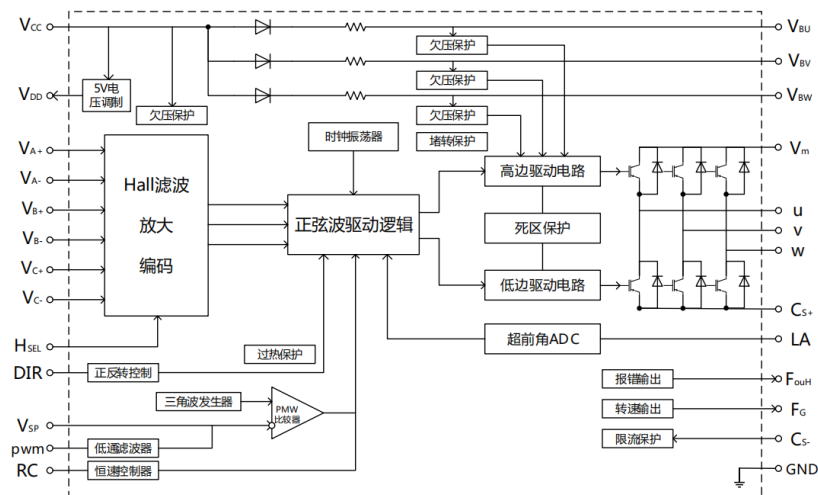 VCC
VBU
欠压保护
VBV
5V电
压调制
欠压保护
VDD
VBW
欠压保护
欠压保护
时钟振荡器
堵转保护
VA+
VA-
VB+
VB-
VC+
VC-
Hall滤波
放大
编码
正弦波驱动逻辑
高边驱动电路
死区保护
低边驱动电路
Vm
u
v
w
CS+
HSEL
过热保护
超前角ADC
LA
DIR
正反转控制
报错输出
FouH
三角波发生器
PMW
比较器
转速输出
FG
VSP
限流保护
CS-
pwm
低通滤波器
RC
恒速控制器
GND